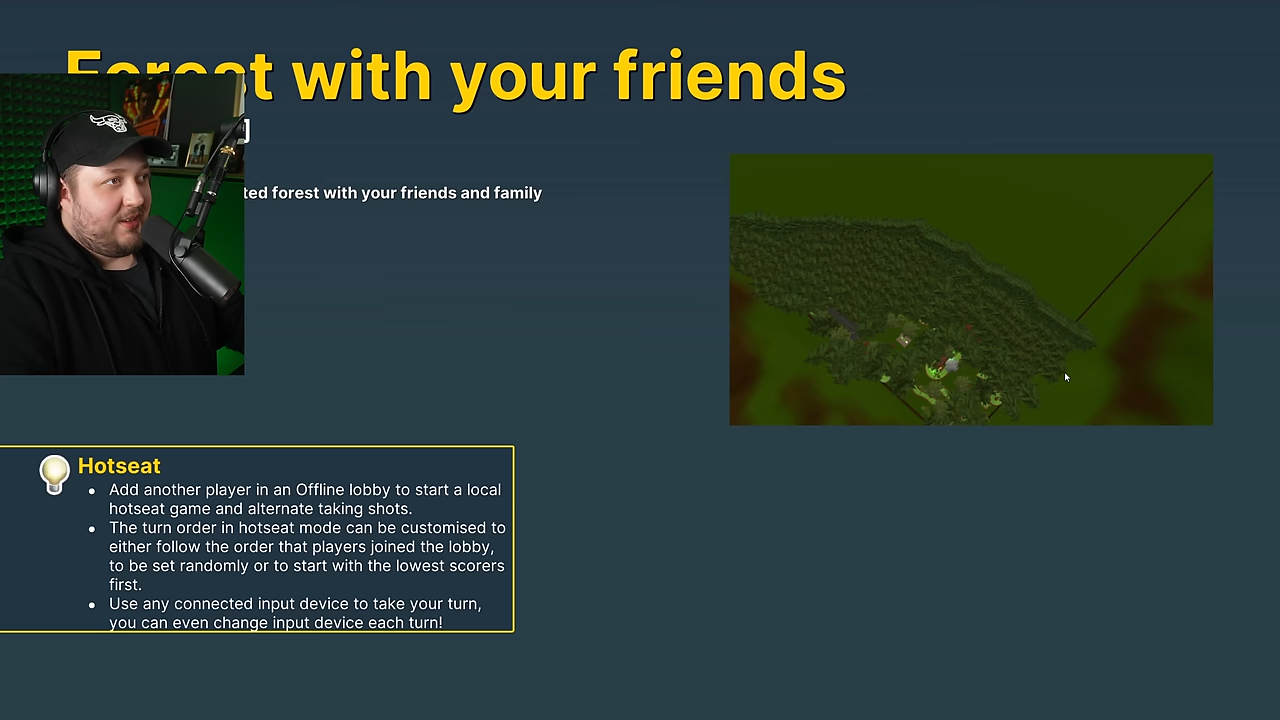 Forest with your friends
ted forest with your friends and family
Hotseat
Add another player in an Offline lobby to start a local
hotseat game and alternate taking shots.
The turn order in hotseat mode can be customised to
either follow the order that players joined the lobby,
to be set randomly or to start with the lowest scorers
first.
Use any connected input device to take your turn,
you can even change input device each turn!